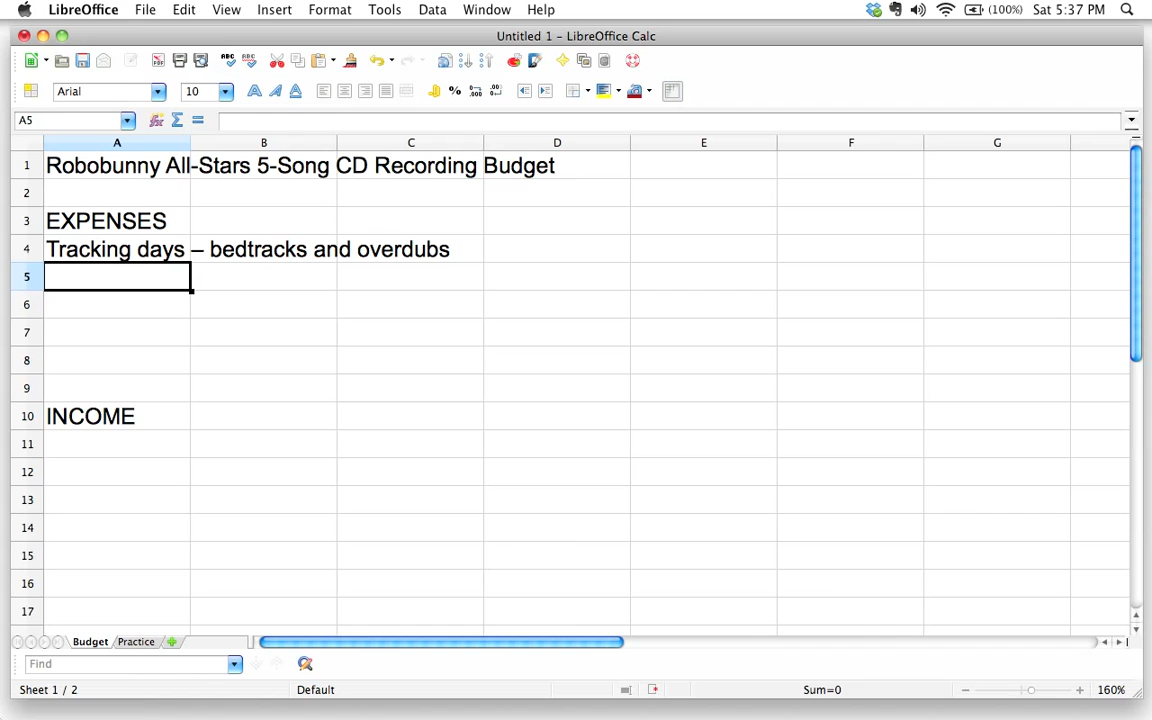 LibreOffice File Edit View Insert Format Tools Data Window Help (100%) Sat 5:37 PM
Untitled 1 – LibreOffice Calc
Arial 10
A5
A B C D E F G
1 Robobunny All-Stars 5-Song CD Recording Budget
2
3 EXPENSES
4 Tracking days – bedtracks and overdubs
5
6
7
8
9
10 INCOME
11
12
13
14
15
16
17
Budget Practice
Find
Sheet 1 / 2 Default Sum=0 160%